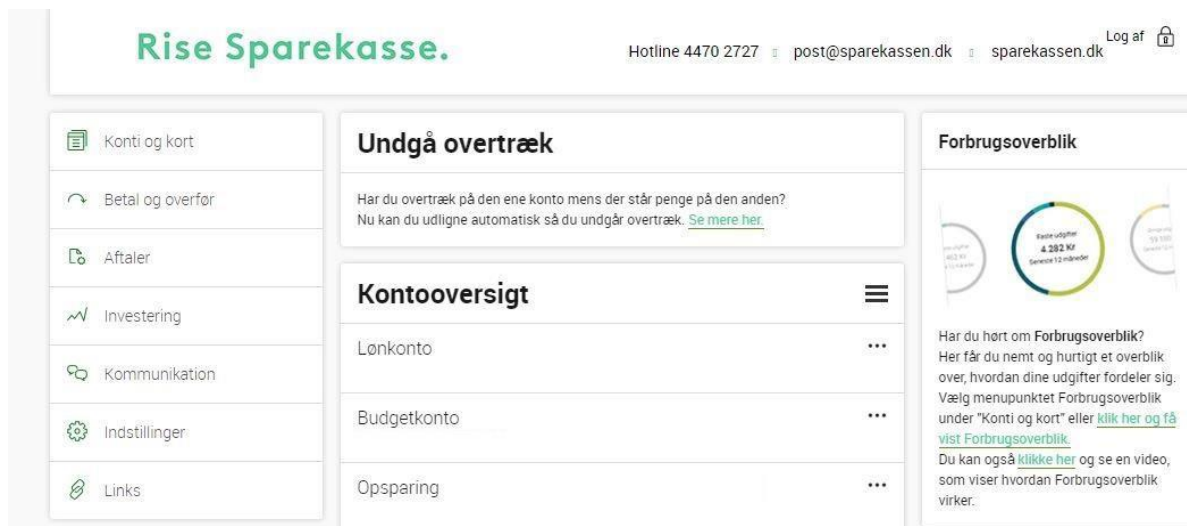 Rise Sparekasse.
Hotline 4470 2727 post@sparekassen.dk sparekassen.dk
Log af
Konti og kort
Betal og overfør
Aftaler
Investering
Kommunikation
Indstillinger
Links
Undgå overtræk
Har du overtræk på den ene konto mens der står penge på den anden?
Nu kan du udligne automatisk så du undgår overtræk. Se mere her.
Kontooversigt
Lønkonto
Budgetkonto
Opsparing
Forbrugsoverblik
Faste udgifter
4.282 Kr
Seneste 12 måneder
Har du hørt om Forbrugsoverblik?
Her får du nemt og hurtigt et overblik
over, hvordan dine udgifter fordeler sig.
Vælg menupunktet Forbrugsoverblik
under "Konti og kort" eller klik her og få
vist Forbrugsoverblik.
Du kan også klikke her og se en video,
som viser hvordan Forbrugsoverblik
virker.